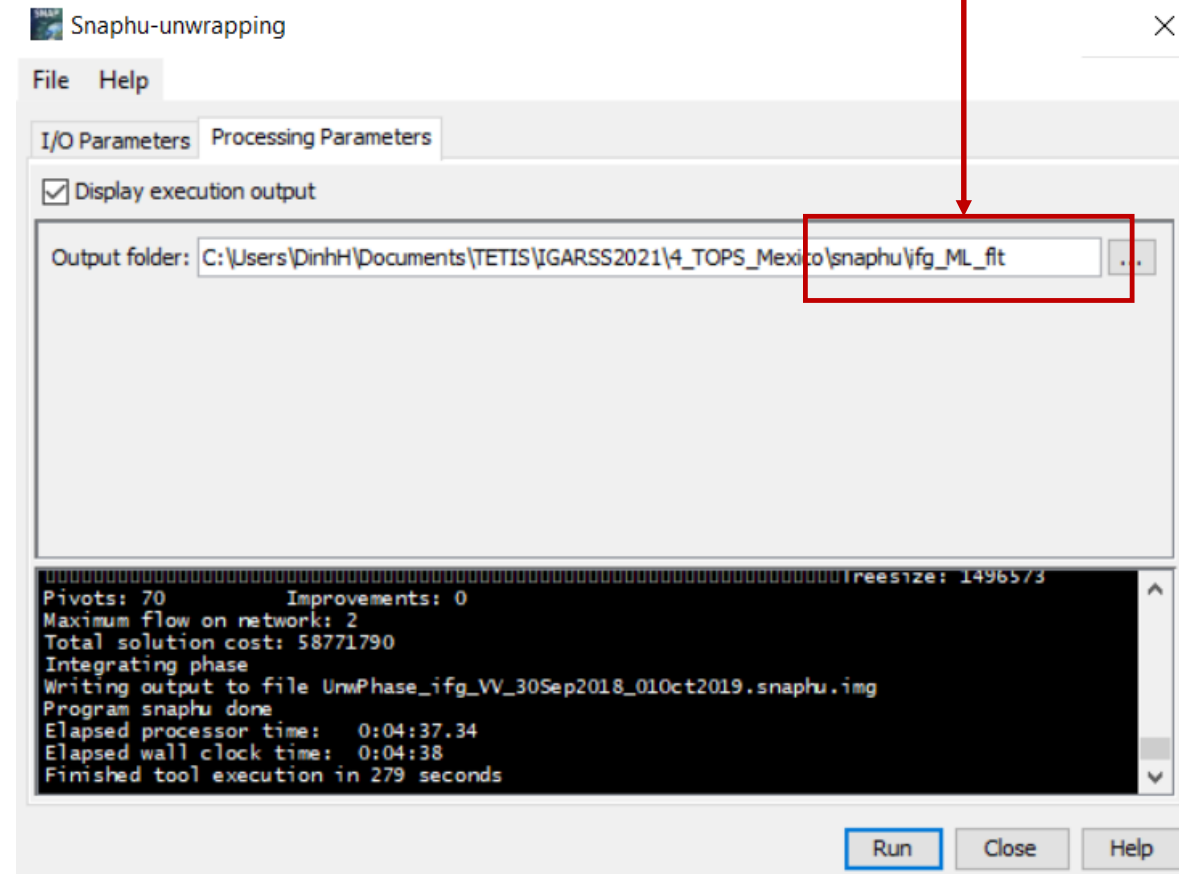 Snaphu-unwrapping
File Help
I/O Parameters Processing Parameters
Display execution output
Output folder: C:\Users\DinhH\Documents\TETIS\IGARSS2021\4_TOPS_Mexico\snaphu\ifg_ML_flt ...
Treesize: 1496573
Pivots: 70 Improvements: 0
Maximum flow on network: 2
Total solution cost: 58771790
Integrating phase
Writing output to file UnwPhase_ifg_VV_30Sep2018_01Oct2019.snaphu.img
Program snaphu done
Elapsed processor time: 0:04:37.34
Elapsed wall clock time: 0:04:38
Finished tool execution in 279 seconds
Run Close Help